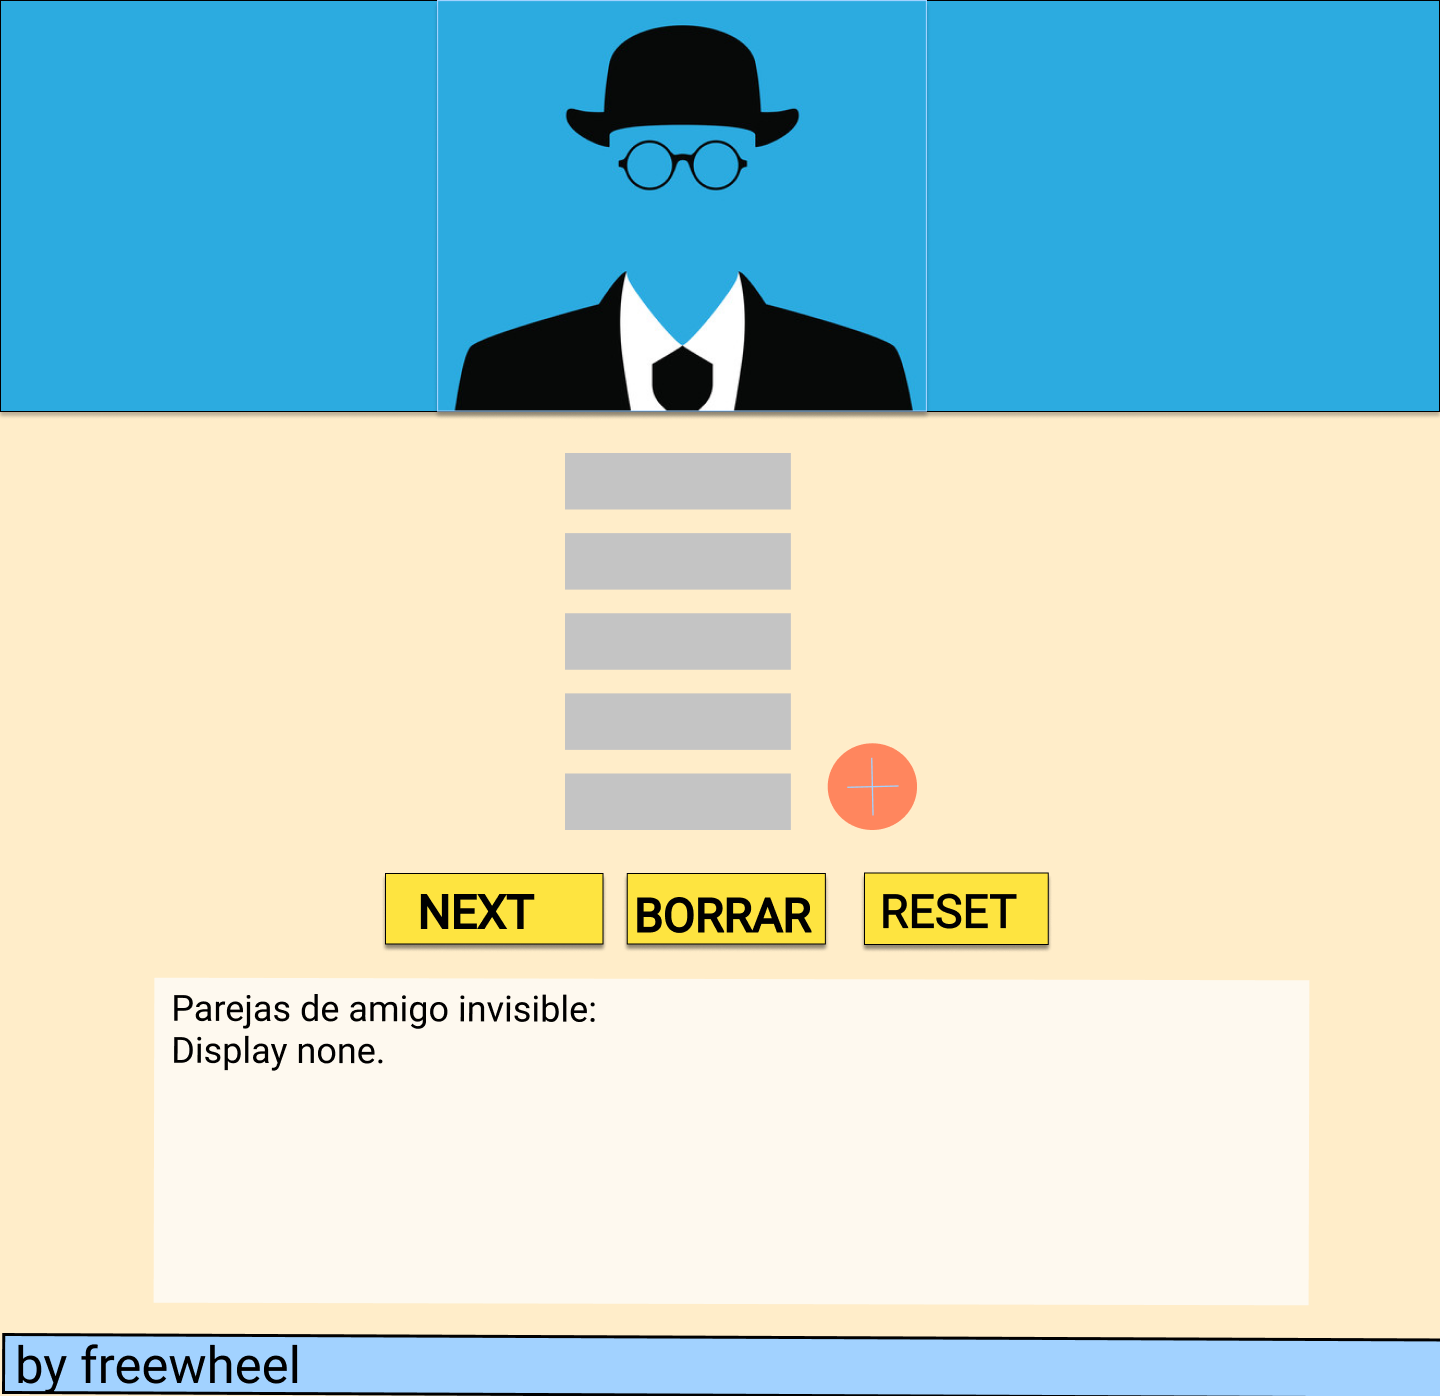 NEXT
BORRAR
RESET
Parejas de amigo invisible:
Display none.
by freewheel